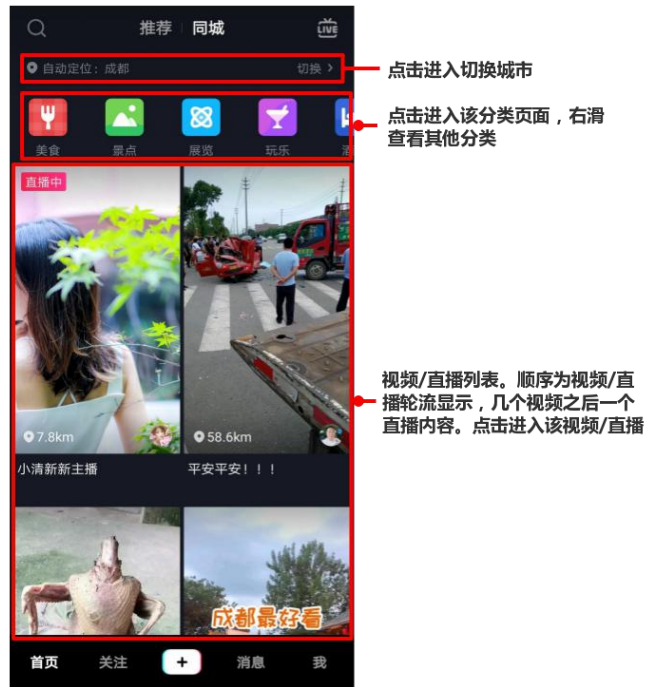 推荐 同城 LIVE
自动定位：成都 切换 >
点击进入切换城市
美食 景点 展览 玩乐
点击进入该分类页面，右滑
查看其他分类
直播中
7.8km 58.6km
小清新新主播 平安平安！！！
视频/直播列表。顺序为视频/直
播轮流显示，几个视频之后一个
直播内容。点击进入该视频/直播
成都最好看
首页 关注 + 消息 我